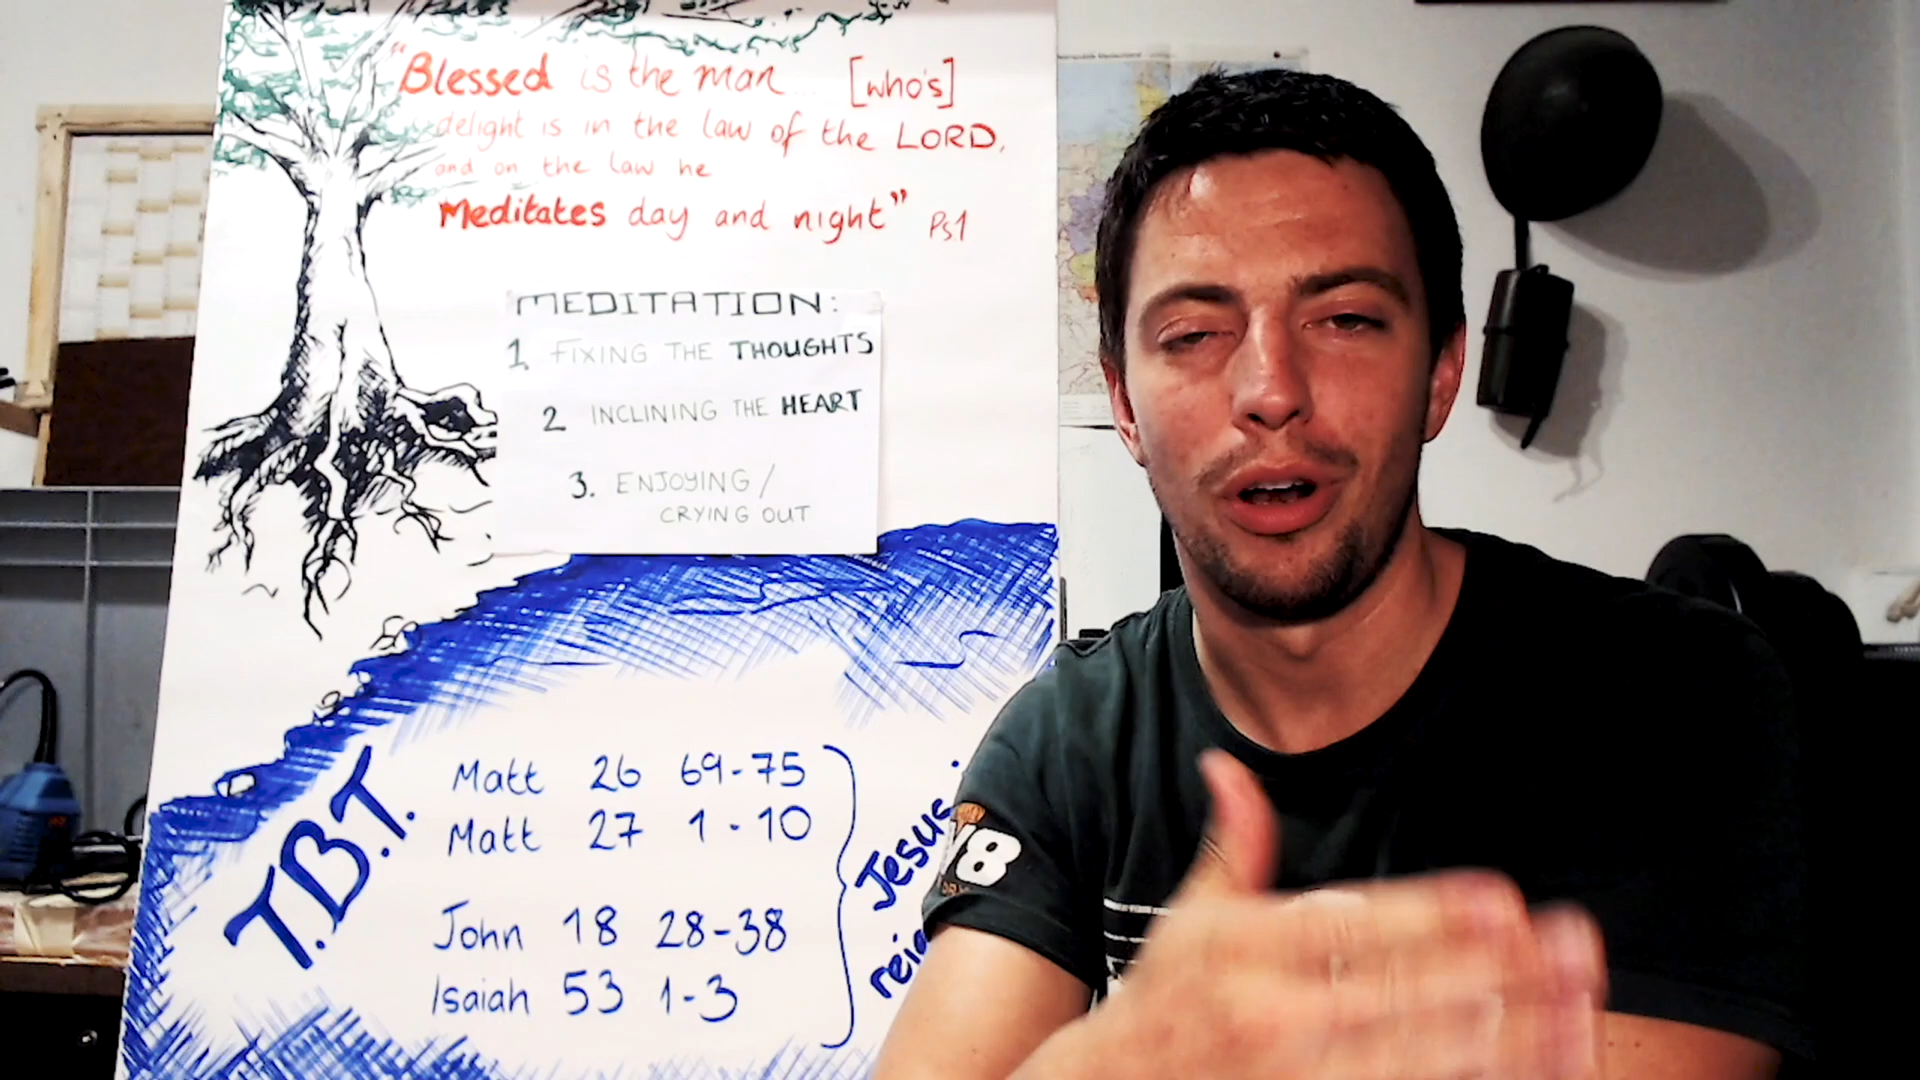 "Blessed is the man... [who's]
delight is in the law of the LORD,
and on the law he
Meditates day and night" Ps1
MEDITATION:
1. FIXING THE THOUGHTS
2 INCLINING THE HEART
3. ENJOYING /
CRYING OUT
T.B.T.
Matt 26 69-75
Matt 27 1-10
John 18 28-38
Isaiah 53 1-3
Jesus